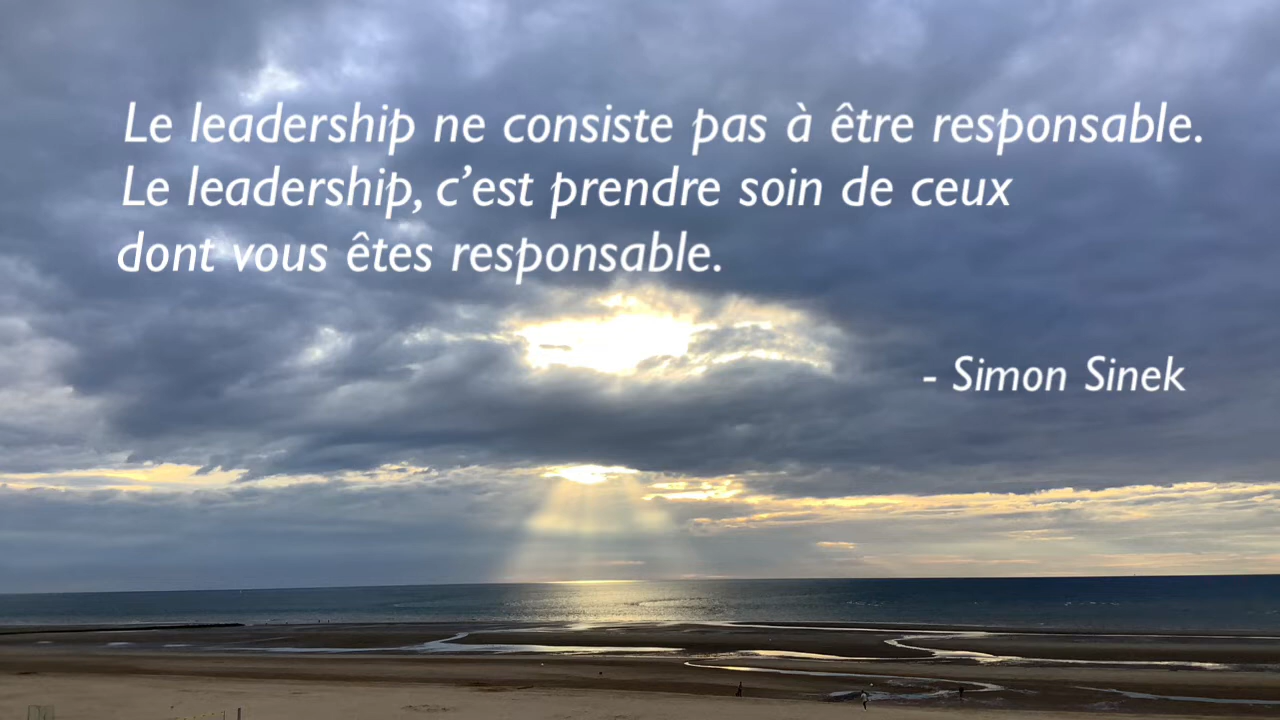 Le leadership ne consiste pas à être responsable.
Le leadership, c’est prendre soin de ceux
dont vous êtes responsable.
- Simon Sinek